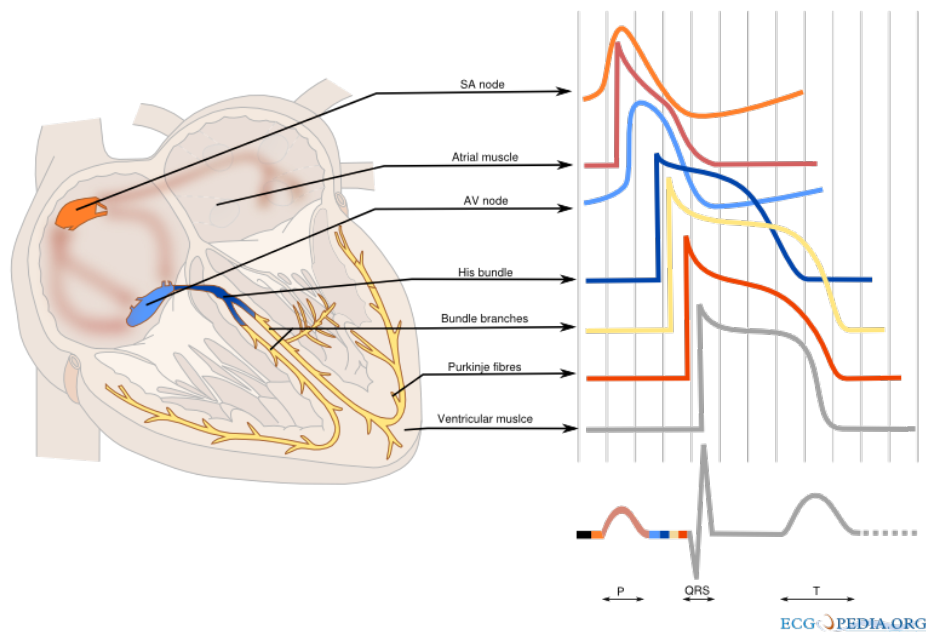 SA node
Atrial muscle
AV node
His bundle
Bundle branches
Purkinje fibres
Ventricular muslce
P
QRS
T
ECGPEDIA.ORG